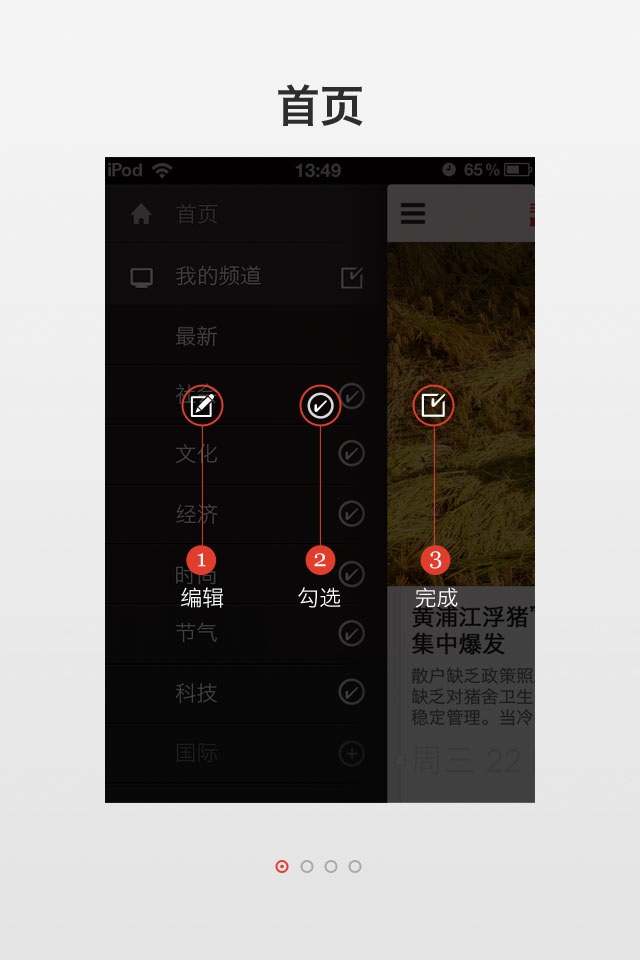 首页
iPod 13:49 65%
首页
我的频道
最新
社会
文化
经济
时尚
1 2 3
编辑 勾选 完成
节气
科技
国际
黄浦江浮猪”
集中爆发
散户缺乏政策照
缺乏对猪舍卫生
稳定管理。当冷
周三 22